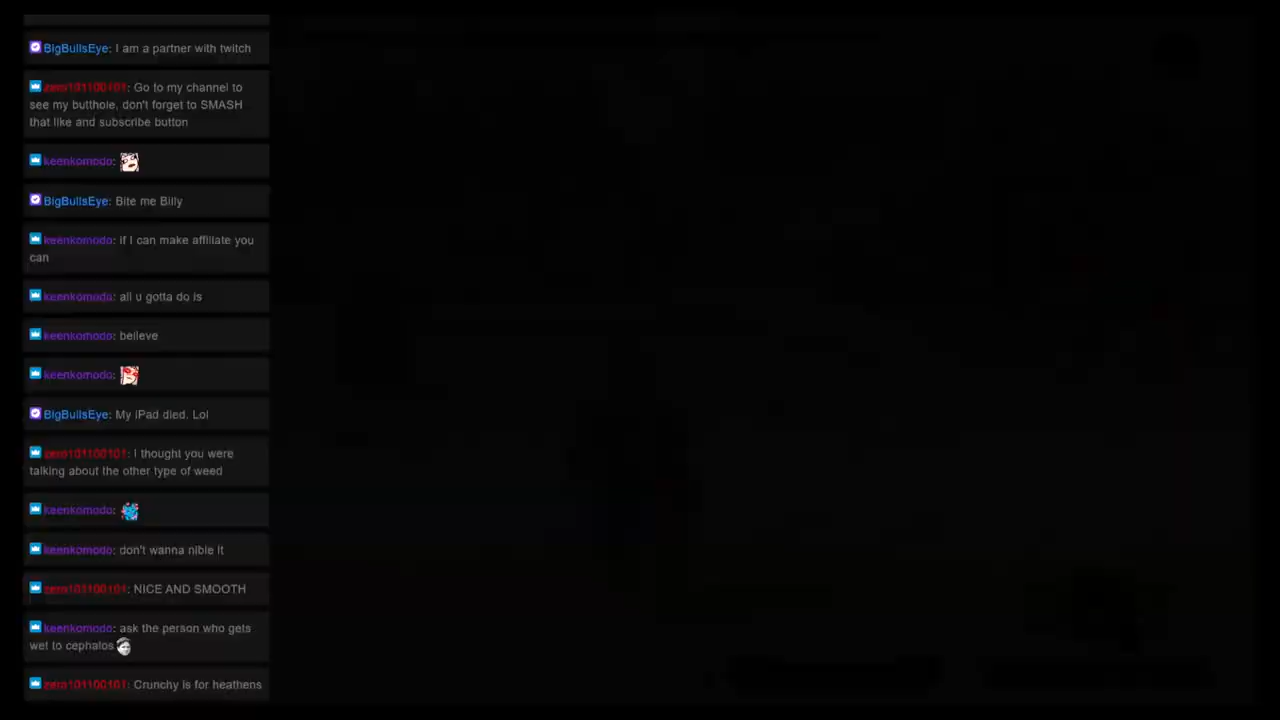 BigBullsEye: I am a partner with twitch
zero101100101: Go to my channel to
see my butthole, don't forget to SMASH
that like and subscribe button
keenkomodo:
BigBullsEye: Bite me Billy
keenkomodo: if I can make affiliate you
can
keenkomodo: all u gotta do is
keenkomodo: believe
keenkomodo:
BigBullsEye: My iPad died. Lol
zero101100101: I thought you were
talking about the other type of weed
keenkomodo:
keenkomodo: don't wanna nible it
zero101100101: NICE AND SMOOTH
keenkomodo: ask the person who gets
wet to cephalos
zero101100101: Crunchy is for heathens